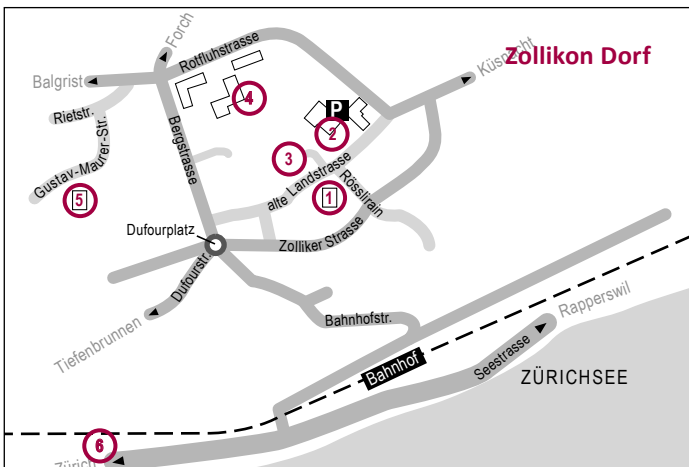 Forch
Zollikon Dorf
Rotfluhstrasse
Küsnacht
Balgrist
Rietstr.
P
4
2
Bergstrasse
3
Gustav-Maurer-Str.
alte Landstrasse
Rösslirain
5
1
Dufourplatz
Zolliker Strasse
Dufourstr.
Bahnhofstr.
Tiefenbrunnen
Rapperswil
Bahnhof
Seestrasse
ZÜRICHSEE
6
Zürich